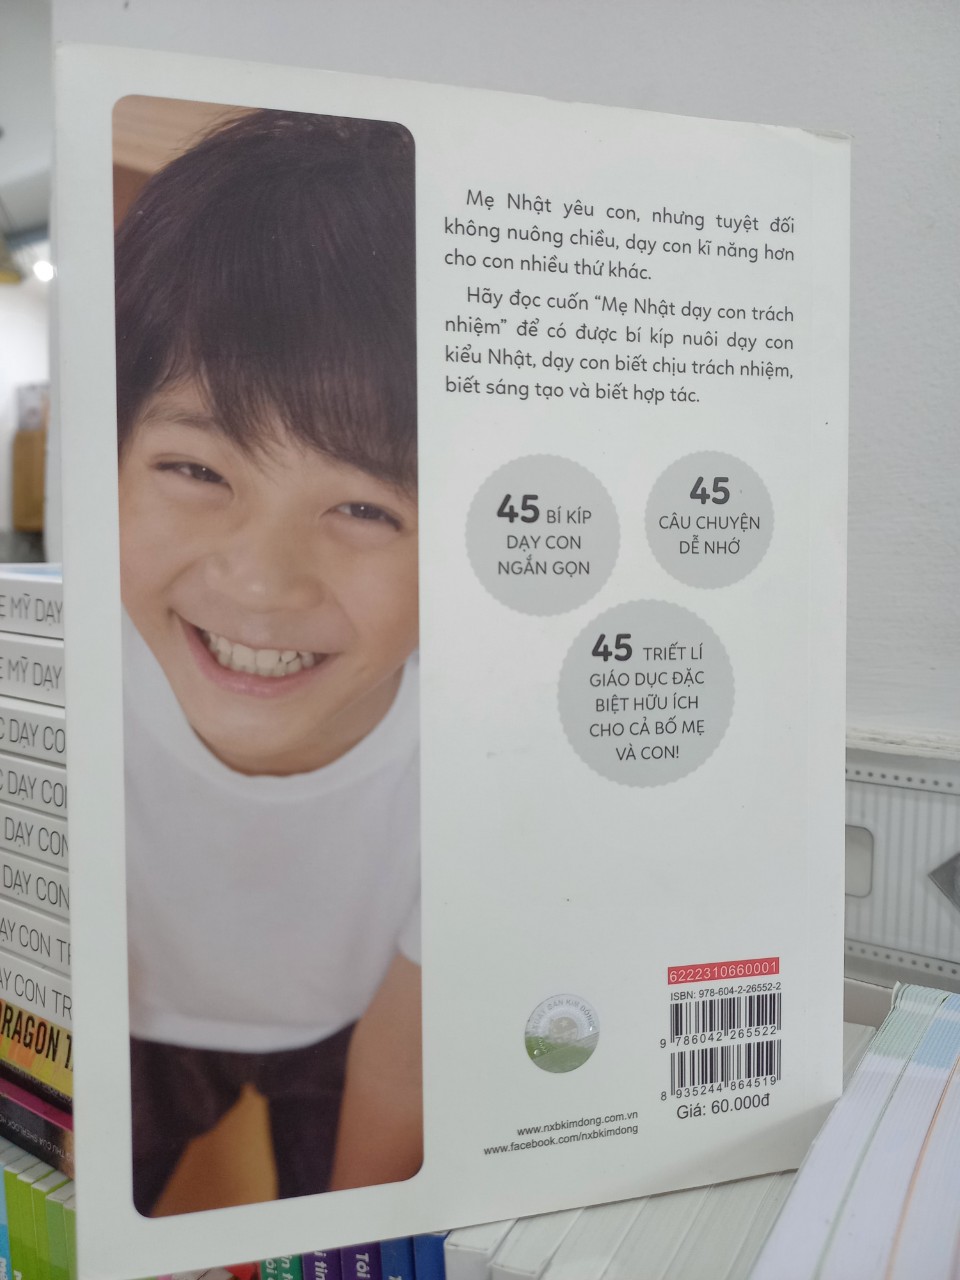 Mẹ Nhật yêu con, nhưng tuyệt đối
không nuông chiều, dạy con kĩ năng hơn
cho con nhiều thứ khác.
Hãy đọc cuốn “Mẹ Nhật dạy con trách
nhiệm” để có được bí kíp nuôi dạy con
kiểu Nhật, dạy con biết chịu trách nhiệm,
biết sáng tạo và biết hợp tác.
45 BÍ KÍP
DẠY CON
NGẮN GỌN
45
CÂU CHUYỆN
DỄ NHỚ
45 TRIẾT LÍ
GIÁO DỤC ĐẶC
BIỆT HỮU ÍCH
CHO CẢ BỐ MẸ
VÀ CON!
6222310660001
ISBN: 978-604-2-26552-2
9 786042 265522
8 935244 864519
Giá: 60.000đ
www.nxbkimdong.com.vn
www.facebook.com/nxbkimdong
MỸ DẠY
MỸ DẠY
DẠY CO
DẠY CON
DẠY CON
DẠY CON
CON TR
CON TR
DRAGON